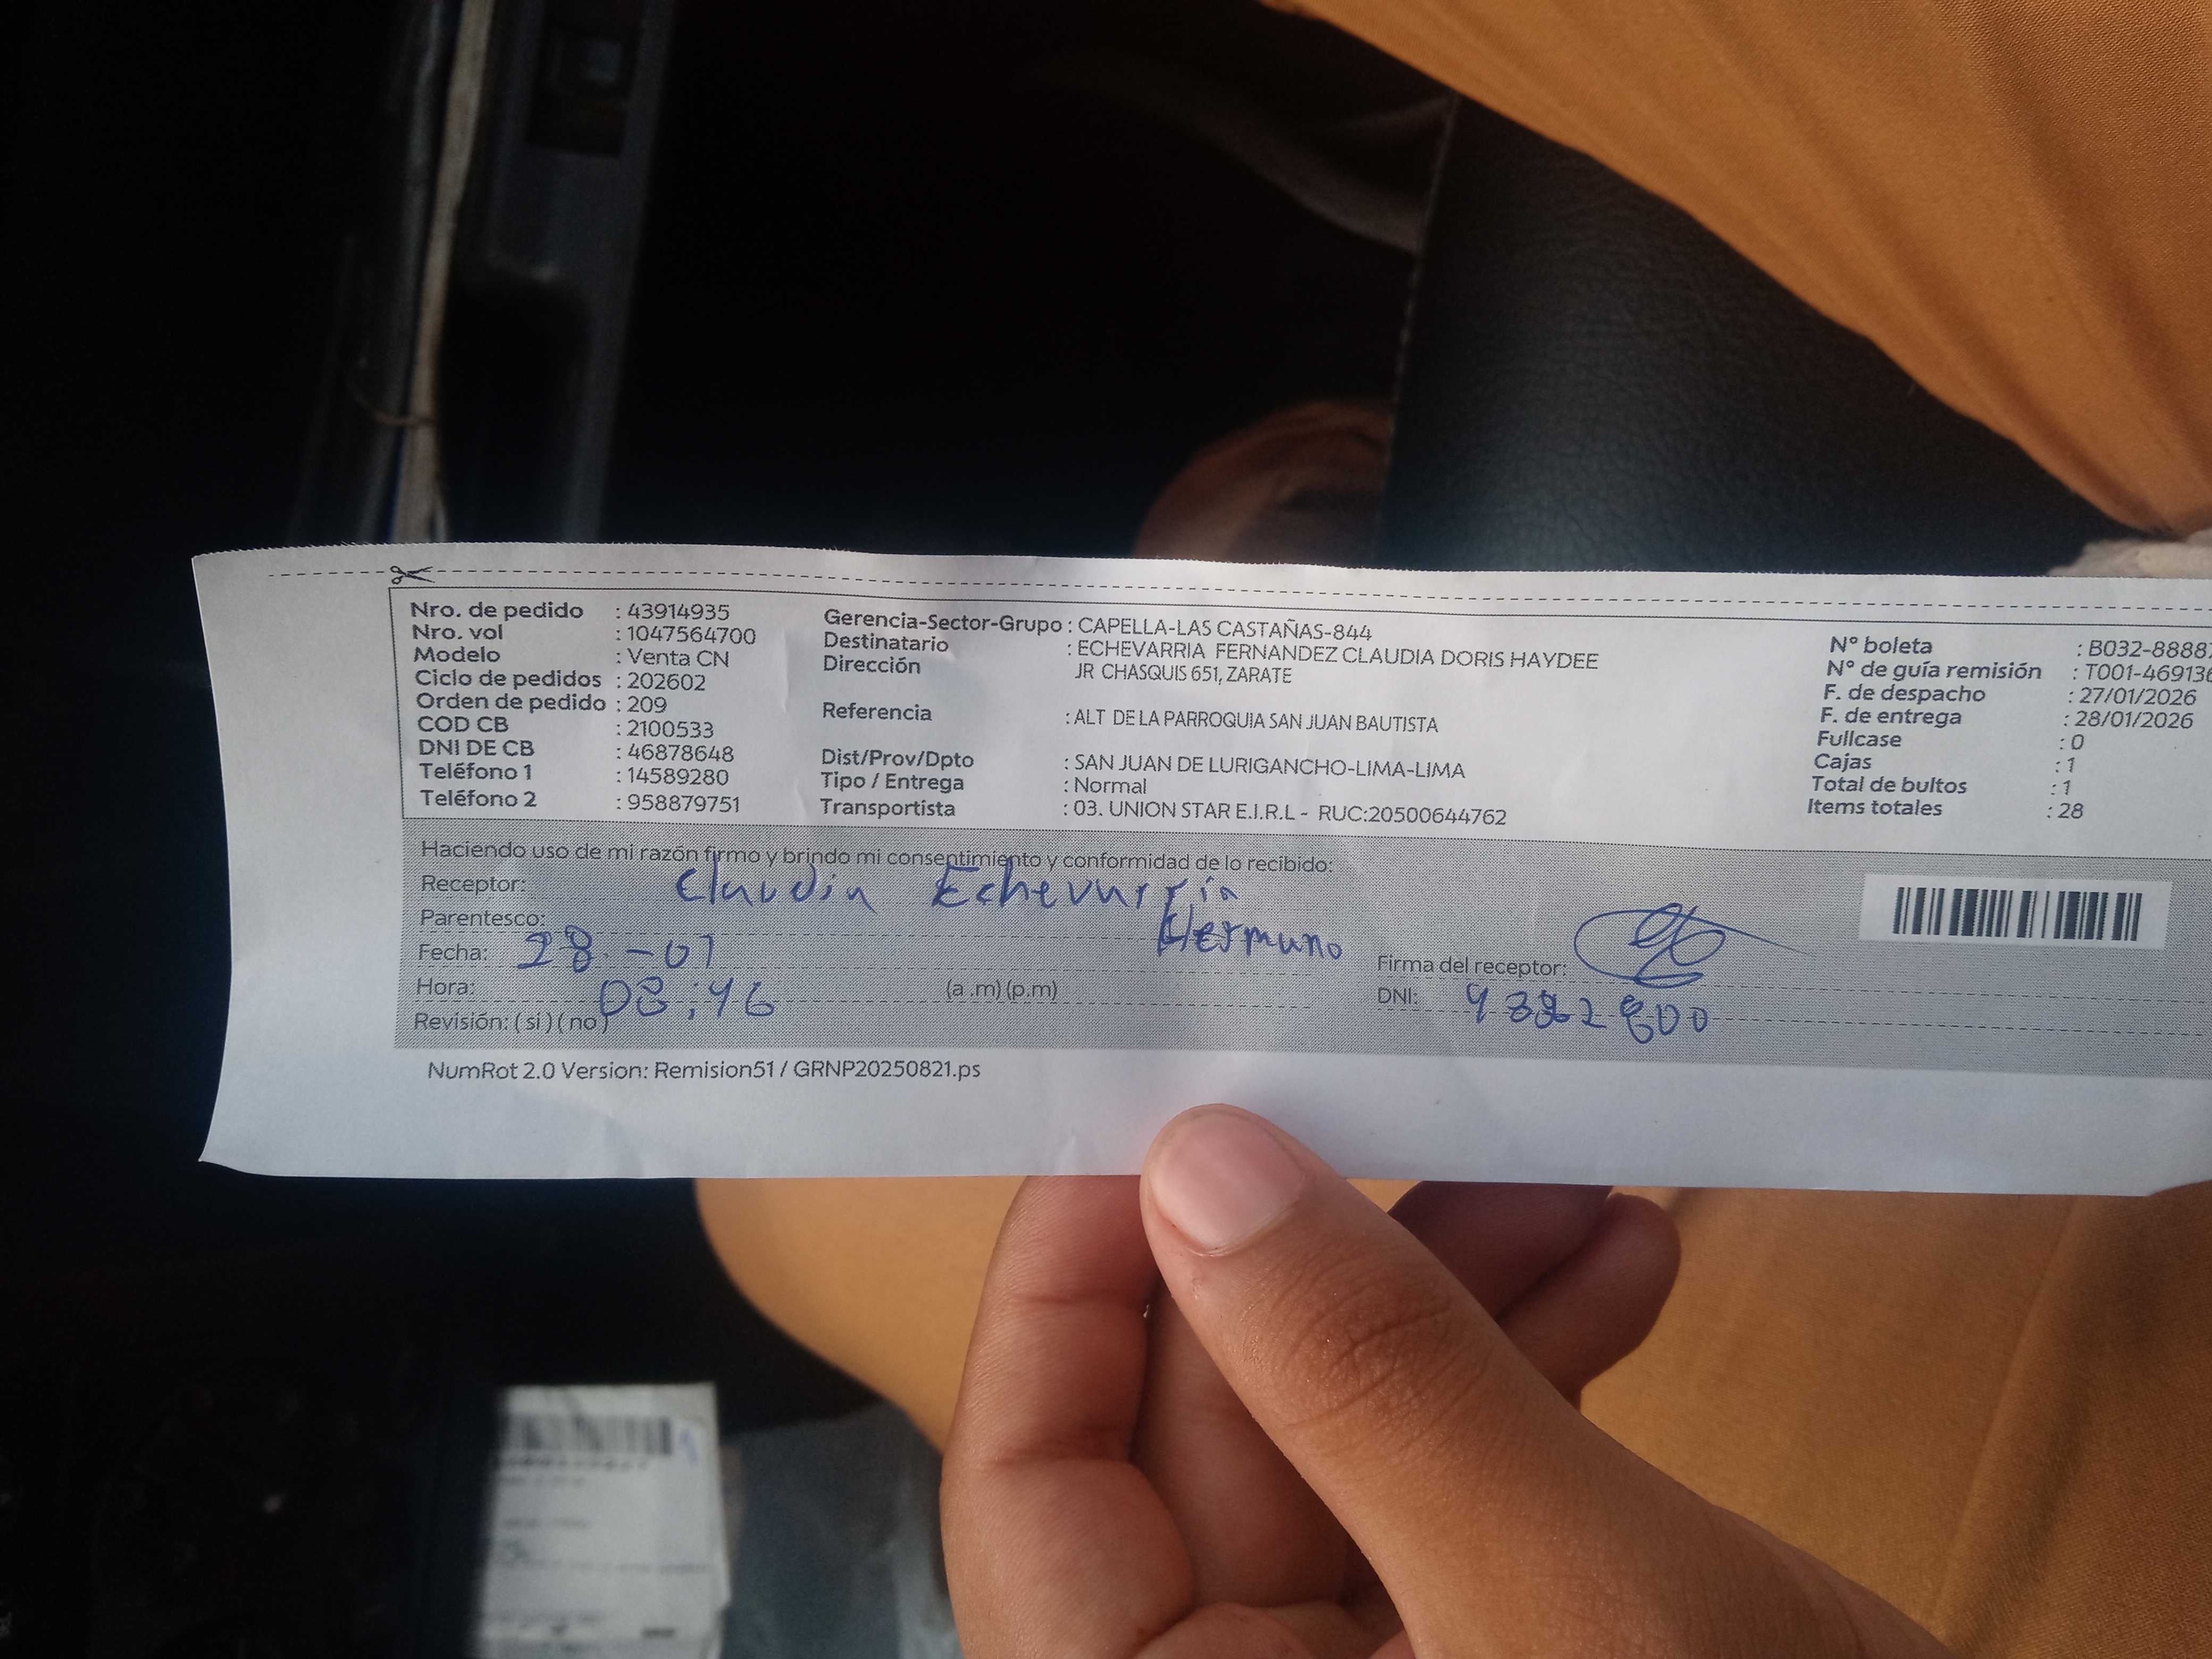 Nro. de pedido : 43914935
Nro. vol : 1047564700
Modelo : Venta CN
Ciclo de pedidos : 202602
Orden de pedido : 209
COD CB : 2100533
DNI DE CB : 46878648
Teléfono 1 : 14589280
Teléfono 2 : 958879751
Gerencia-Sector-Grupo : CAPELLA-LAS CASTAÑAS-844
Destinatario : ECHEVARRIA FERNANDEZ CLAUDIA DORIS HAYDEE
Dirección JR CHASQUIS 651, ZARATE
Referencia : ALT DE LA PARROQUIA SAN JUAN BAUTISTA
Dist/Prov/Dpto : SAN JUAN DE LURIGANCHO-LIMA-LIMA
Tipo / Entrega : Normal
Transportista : 03. UNION STAR E.I.R.L - RUC:20500644762
N° boleta : B032-8888
N° de guía remisión : T001-46913
F. de despacho : 27/01/2026
F. de entrega : 28/01/2026
Fullcase : 0
Cajas : 1
Total de bultos : 1
Items totales : 28
Haciendo uso de mi razón firmo y brindo mi consentimiento y conformidad de lo recibido:
Receptor: Claudia Echevarria
Parentesco: Hermano
Fecha: 28-01
Hora: 08:46 (a .m) (p.m)
Revisión: ( si ) ( no )
Firma del receptor:
DNI:
NumRot 2.0 Version: Remision51 / GRNP20250821.ps